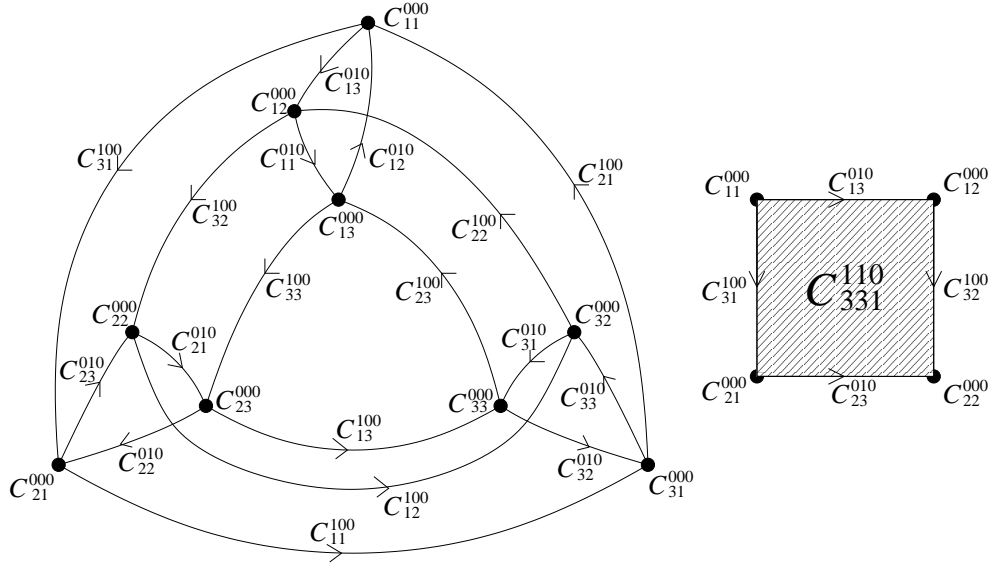 C_{11}^{000}
C_{13}^{010}
C_{12}^{000}
C_{11}^{010}
C_{12}^{010}
C_{31}^{100}
C_{21}^{100}
C_{32}^{100}
C_{13}^{000}
C_{22}^{100}
C_{33}^{100}
C_{23}^{100}
C_{22}^{000}
C_{32}^{000}
C_{21}^{010}
C_{31}^{010}
C_{23}^{010}
C_{33}^{010}
C_{23}^{000}
C_{33}^{000}
C_{13}^{100}
C_{22}^{010}
C_{32}^{010}
C_{21}^{000}
C_{31}^{000}
C_{12}^{100}
C_{11}^{100}
C_{11}^{000}
C_{13}^{010}
C_{12}^{000}
C_{31}^{100}
C_{331}^{110}
C_{32}^{100}
C_{21}^{000}
C_{23}^{010}
C_{22}^{000}